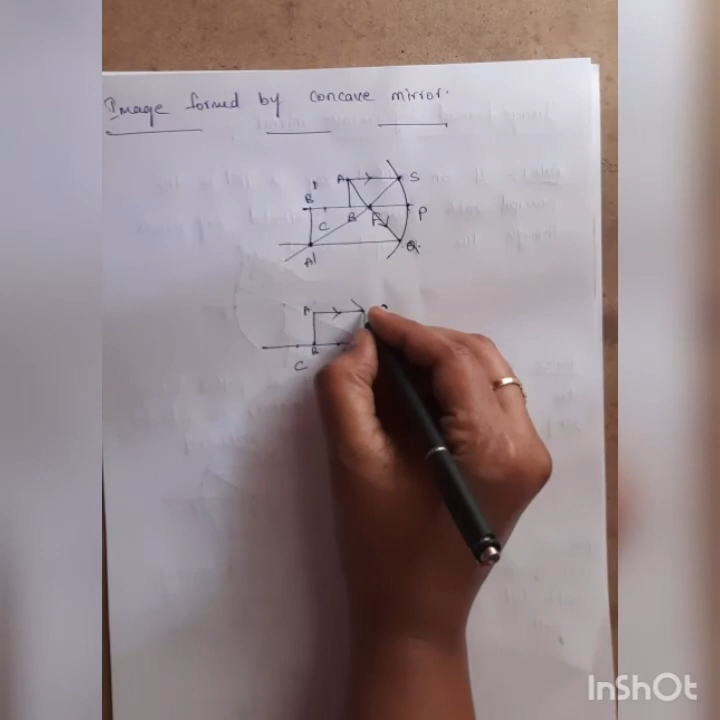 Image formed by concave mirror.
A S
B
C B F P
A' Q.
A
B
C
InShOt